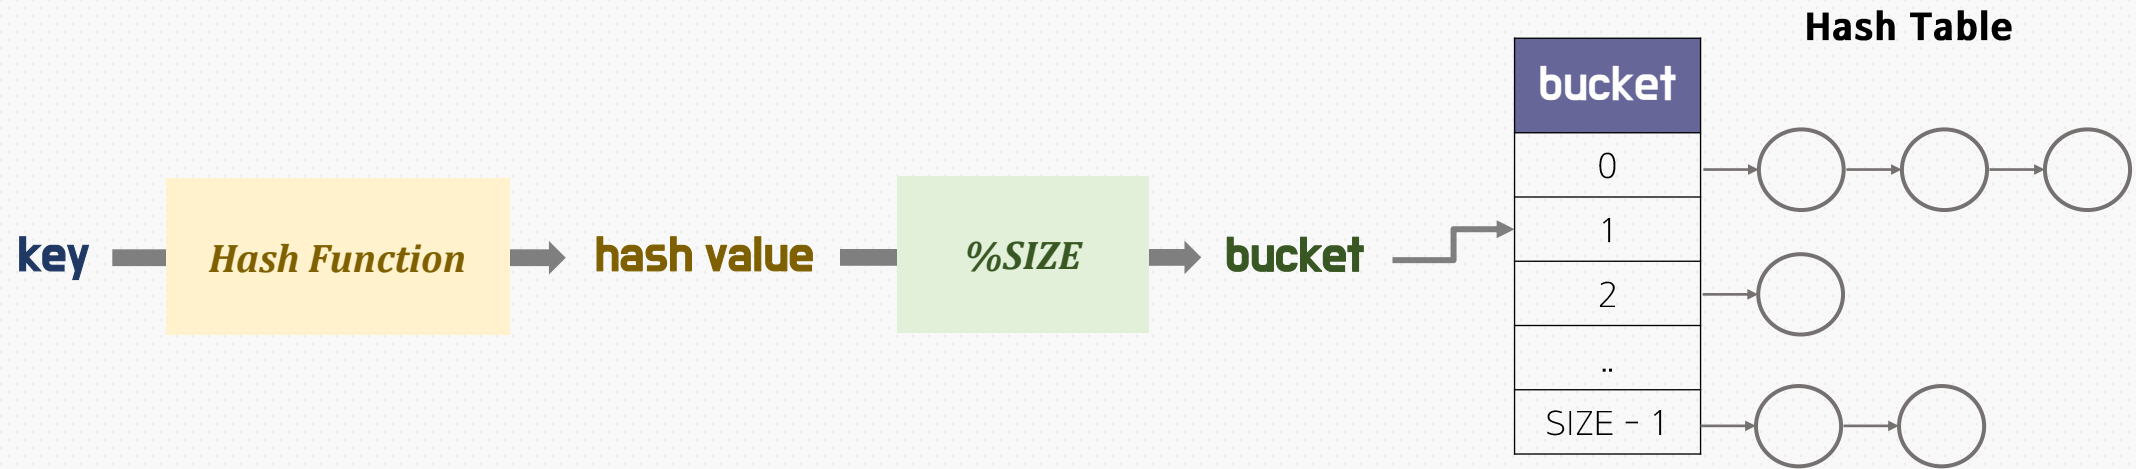 Hash Table
key
Hash Function
hash value
%SIZE
bucket
bucket
0
1
2
..
SIZE - 1